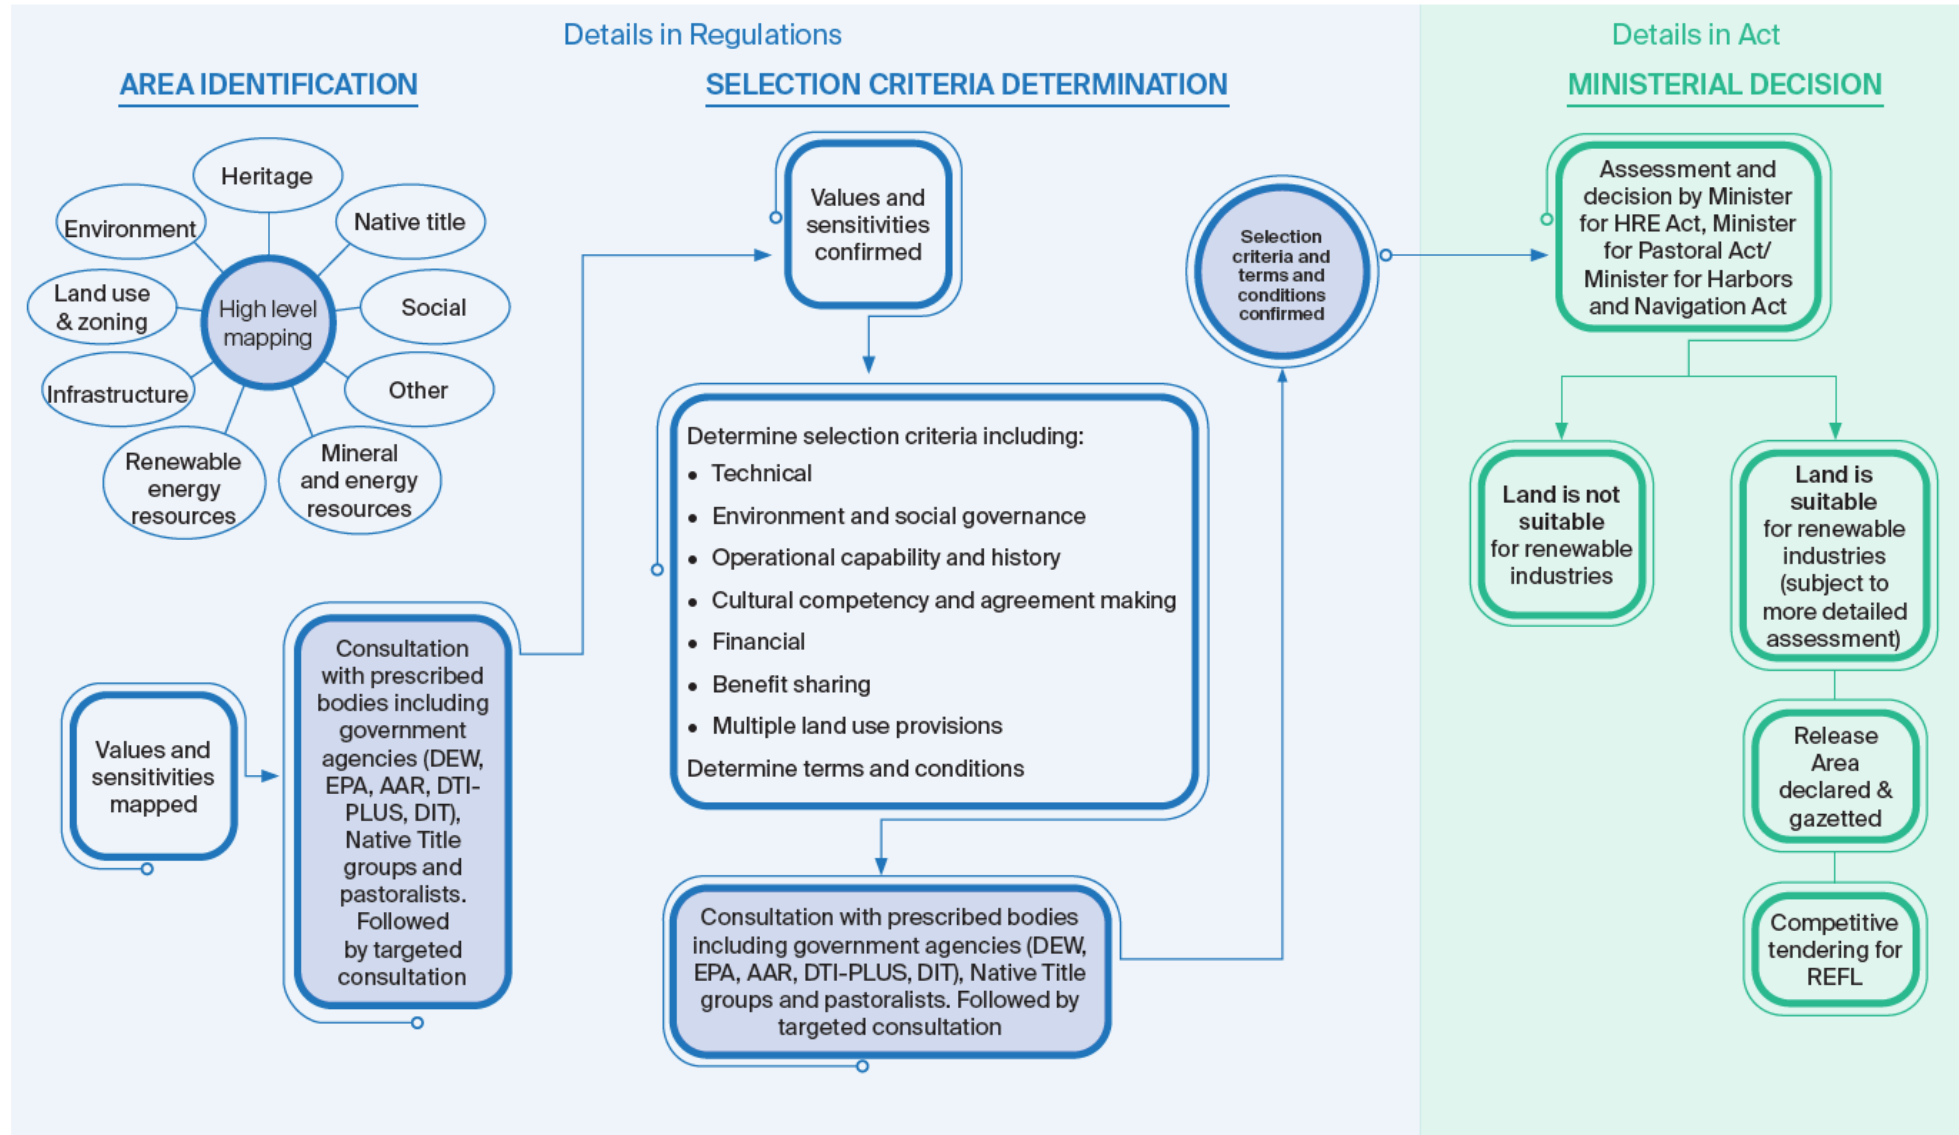 Details in Regulations
AREA IDENTIFICATION
Heritage
Environment
Native title
Land use
& zoning
High level
mapping
Social
Infrastructure
Other
Renewable
energy
resources
Mineral
and energy
resources
Values and
sensitivities
mapped
Consultation
with prescribed
bodies including
government
agencies (DEW,
EPA, AAR, DTI-
PLUS, DIT),
Native Title
groups and
pastoralists.
Followed
by targeted
consultation
SELECTION CRITERIA DETERMINATION
Values and
sensitivities
confirmed
Determine selection criteria including:
• Technical
• Environment and social governance
• Operational capability and history
• Cultural competency and agreement making
• Financial
• Benefit sharing
• Multiple land use provisions
Determine terms and conditions
Consultation with prescribed bodies
including government agencies (DEW,
EPA, AAR, DTI-PLUS, DIT), Native Title
groups and pastoralists. Followed by
targeted consultation
Selection
criteria and
terms and
conditions
confirmed
Details in Act
MINISTERIAL DECISION
Assessment and
decision by Minister
for HRE Act, Minister
for Pastoral Act/
Minister for Harbors
and Navigation Act
Land is not
suitable
for renewable
industries
Land is
suitable
for renewable
industries
(subject to
more detailed
assessment)
Release
Area
declared &
gazetted
Competitive
tendering for
REFL